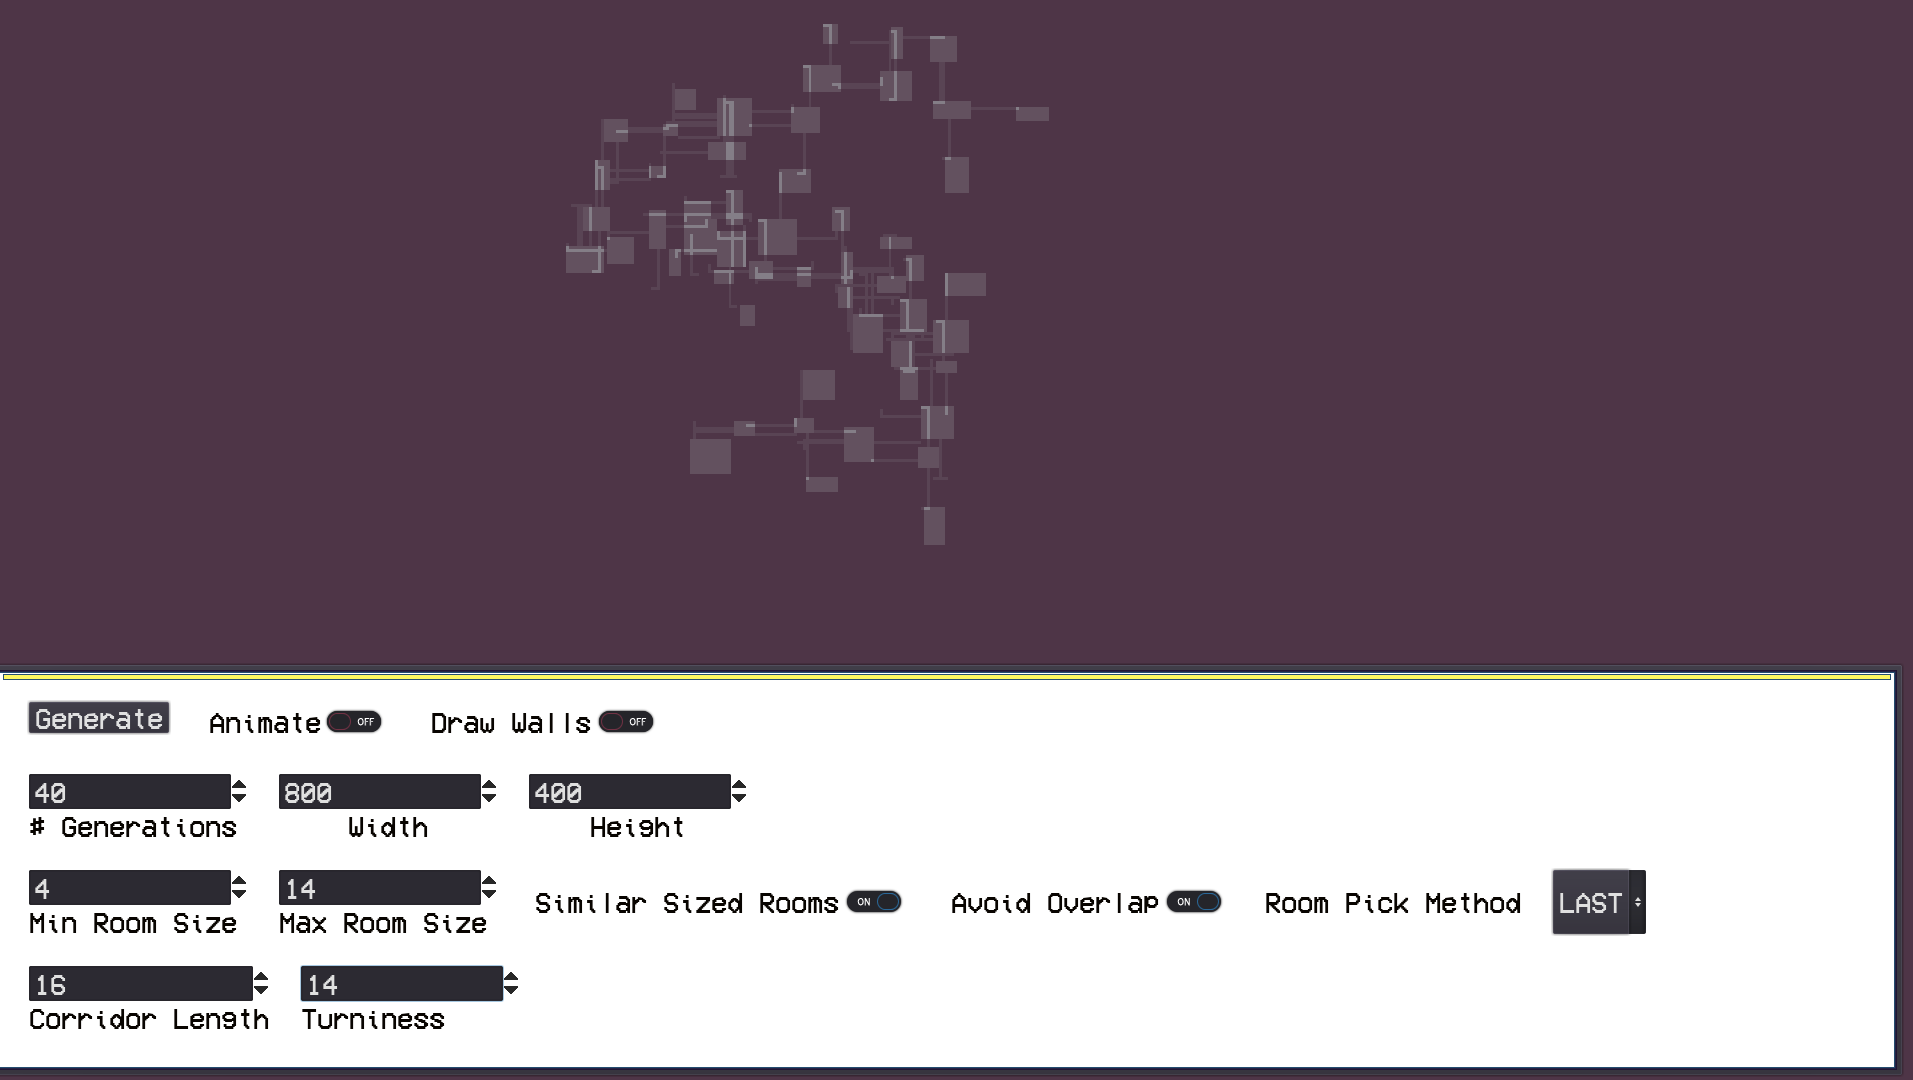 Generate Animate OFF Draw Walls OFF
40 800 400
# Generations Width Height
4 14 Similar Sized Rooms ON Avoid Overlap ON Room Pick Method LAST
Min Room Size Max Room Size
16 14
Corridor Length Turniness